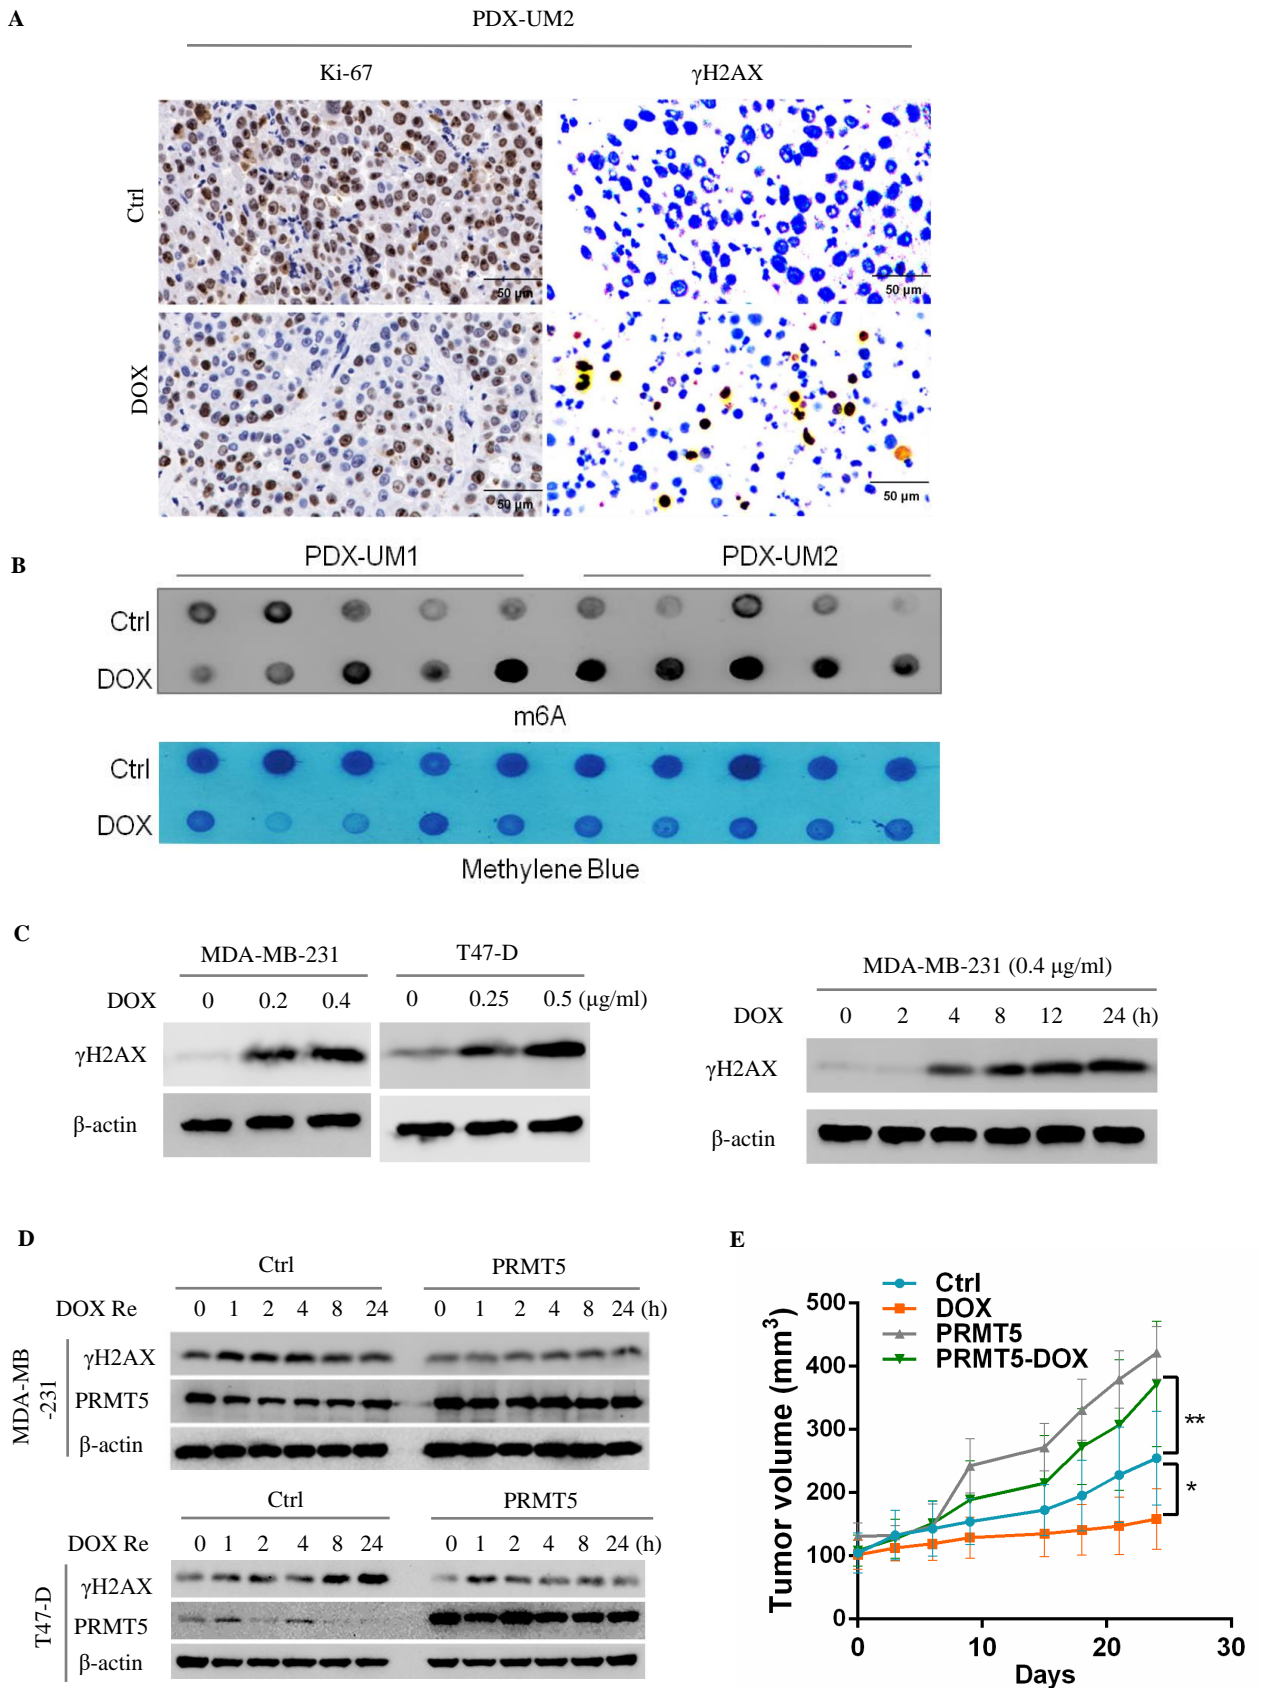 A
PDX-UM2
Ki-67
γH2AX
Ctrl
50 μm
50 μm
DOX
50 μm
50 μm
B
PDX-UM1
PDX-UM2
Ctrl
DOX
m6A
Ctrl
DOX
Methylene Blue
C
MDA-MB-231
T47-D
DOX 0 0.2 0.4 0 0.25 0.5 (μg/ml)
γH2AX
β-actin
MDA-MB-231 (0.4 μg/ml)
DOX 0 2 4 8 12 24 (h)
γH2AX
β-actin
D
Ctrl
PRMT5
DOX Re 0 1 2 4 8 24 0 1 2 4 8 24 (h)
MDA-MB
-231
γH2AX
PRMT5
β-actin
Ctrl
PRMT5
DOX Re 0 1 2 4 8 24 0 1 2 4 8 24 (h)
T47-D
γH2AX
PRMT5
β-actin
E
Ctrl
DOX
PRMT5
PRMT5-DOX
Tumor volume (mm³)
500
400
300
200
100
0
**
*
0 10 20 30
Days